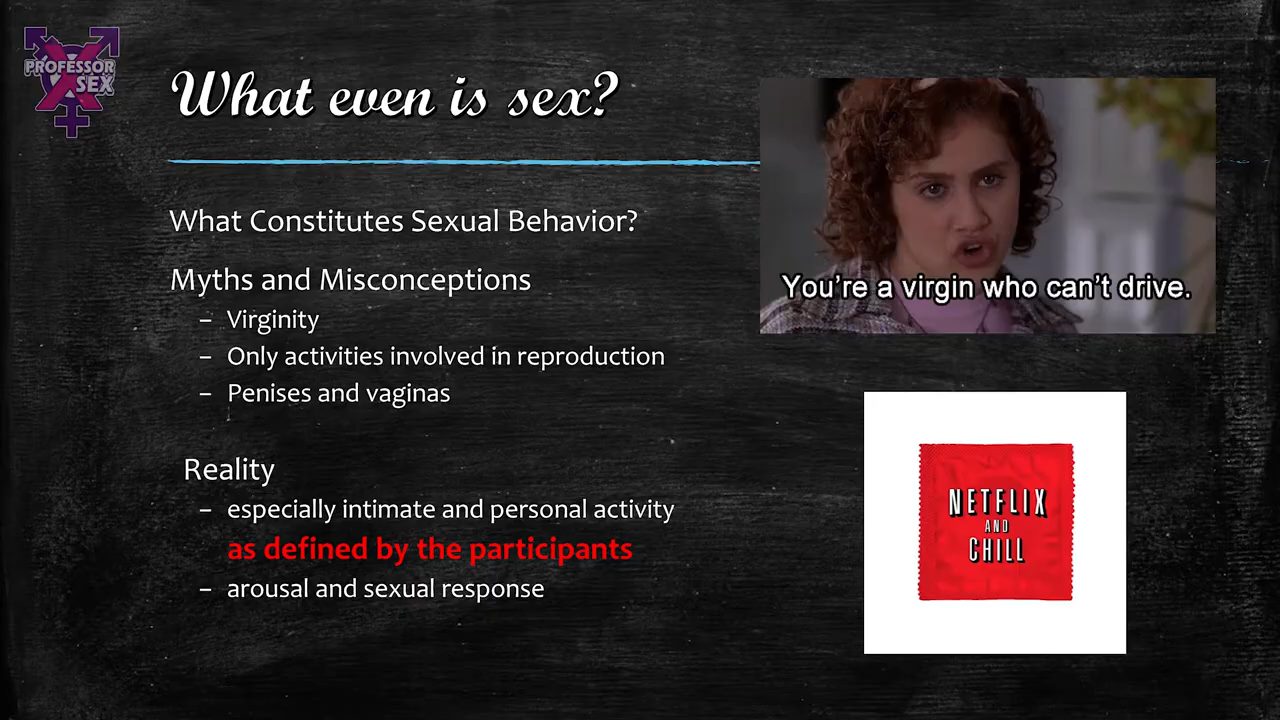 PROFESSOR
SEX
What even is sex?
What Constitutes Sexual Behavior?
Myths and Misconceptions
– Virginity
– Only activities involved in reproduction
– Penises and vaginas
Reality
– especially intimate and personal activity
as defined by the participants
– arousal and sexual response
You're a virgin who can't drive.
NETFLIX
AND
CHILL